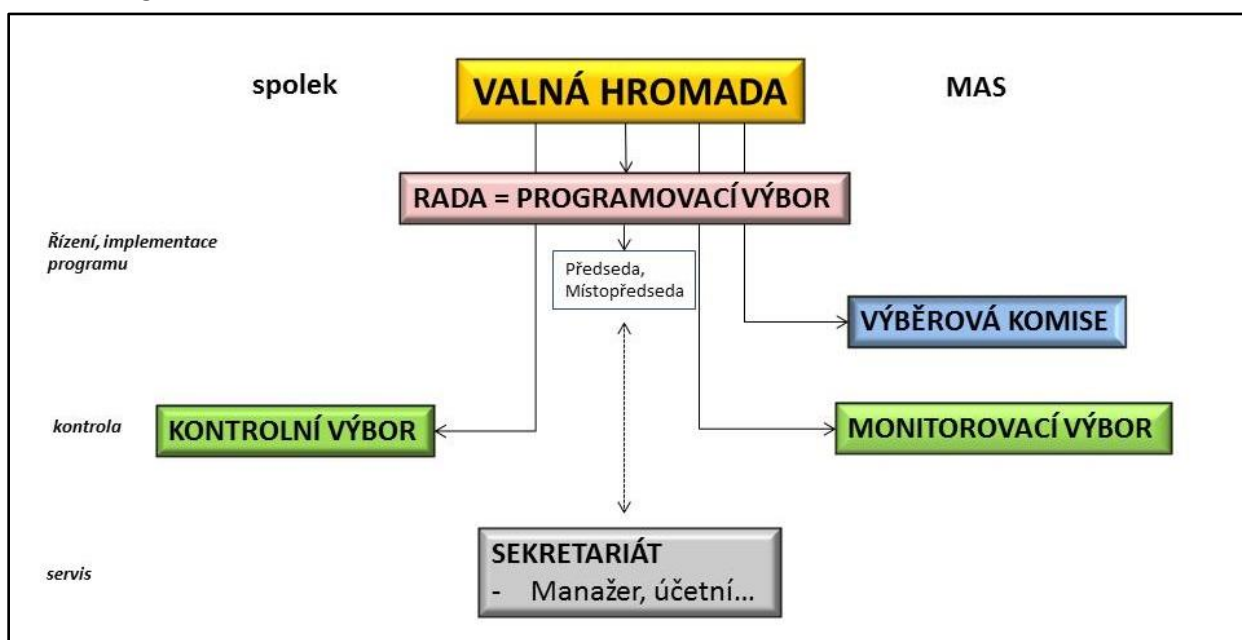 spolek
VALNÁ HROMADA
MAS
RADA = PROGRAMOVACÍ VÝBOR
Řízení, implementace
programu
Předseda,
Místopředseda
VÝBĚROVÁ KOMISE
kontrola
KONTROLNÍ VÝBOR
MONITOROVACÍ VÝBOR
SEKRETARIÁT
- Manažer, účetní...
servis